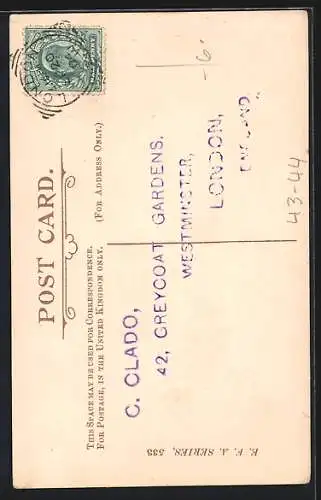 POST CARD.
THIS SPACE MAY BE USED FOR CORRESPONDENCE.
FOR POSTAGE, IN THE UNITED KINGDOM ONLY.
(FOR ADDRESS ONLY.)
C. CLADO,
42, GREYCOAT GARDENS.
WESTMINSTER,
LONDON,
ENGLAND.
E. F. A. SERIES, 535
-6
43-44